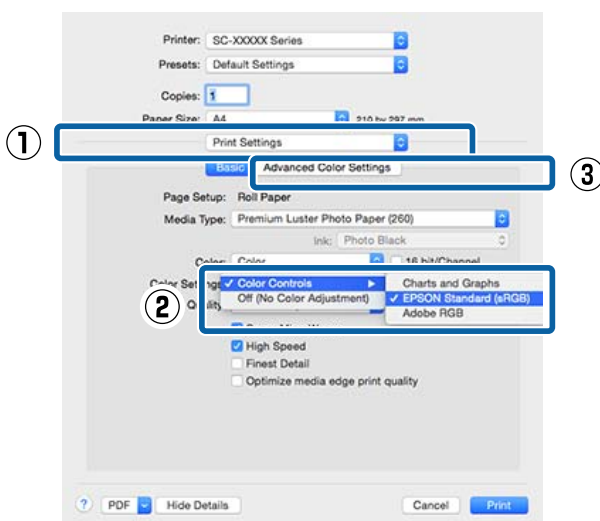 Printer: SC-XXXXX Series
Presets: Default Settings
Copies: 1
Paper Size: A4 210 by 297 mm
① Print Settings
Basic Advanced Color Settings ③
Page Setup: Roll Paper
Media Type: Premium Luster Photo Paper (260)
Ink: Photo Black
Color: Color 16 bit/Channel
Color Settings ✓ Color Controls ▶ Charts and Graphs
② Off (No Color Adjustment) ✓ EPSON Standard (sRGB)
Adobe RGB
High Speed
Finest Detail
Optimize media edge print quality
? PDF Hide Details Cancel Print